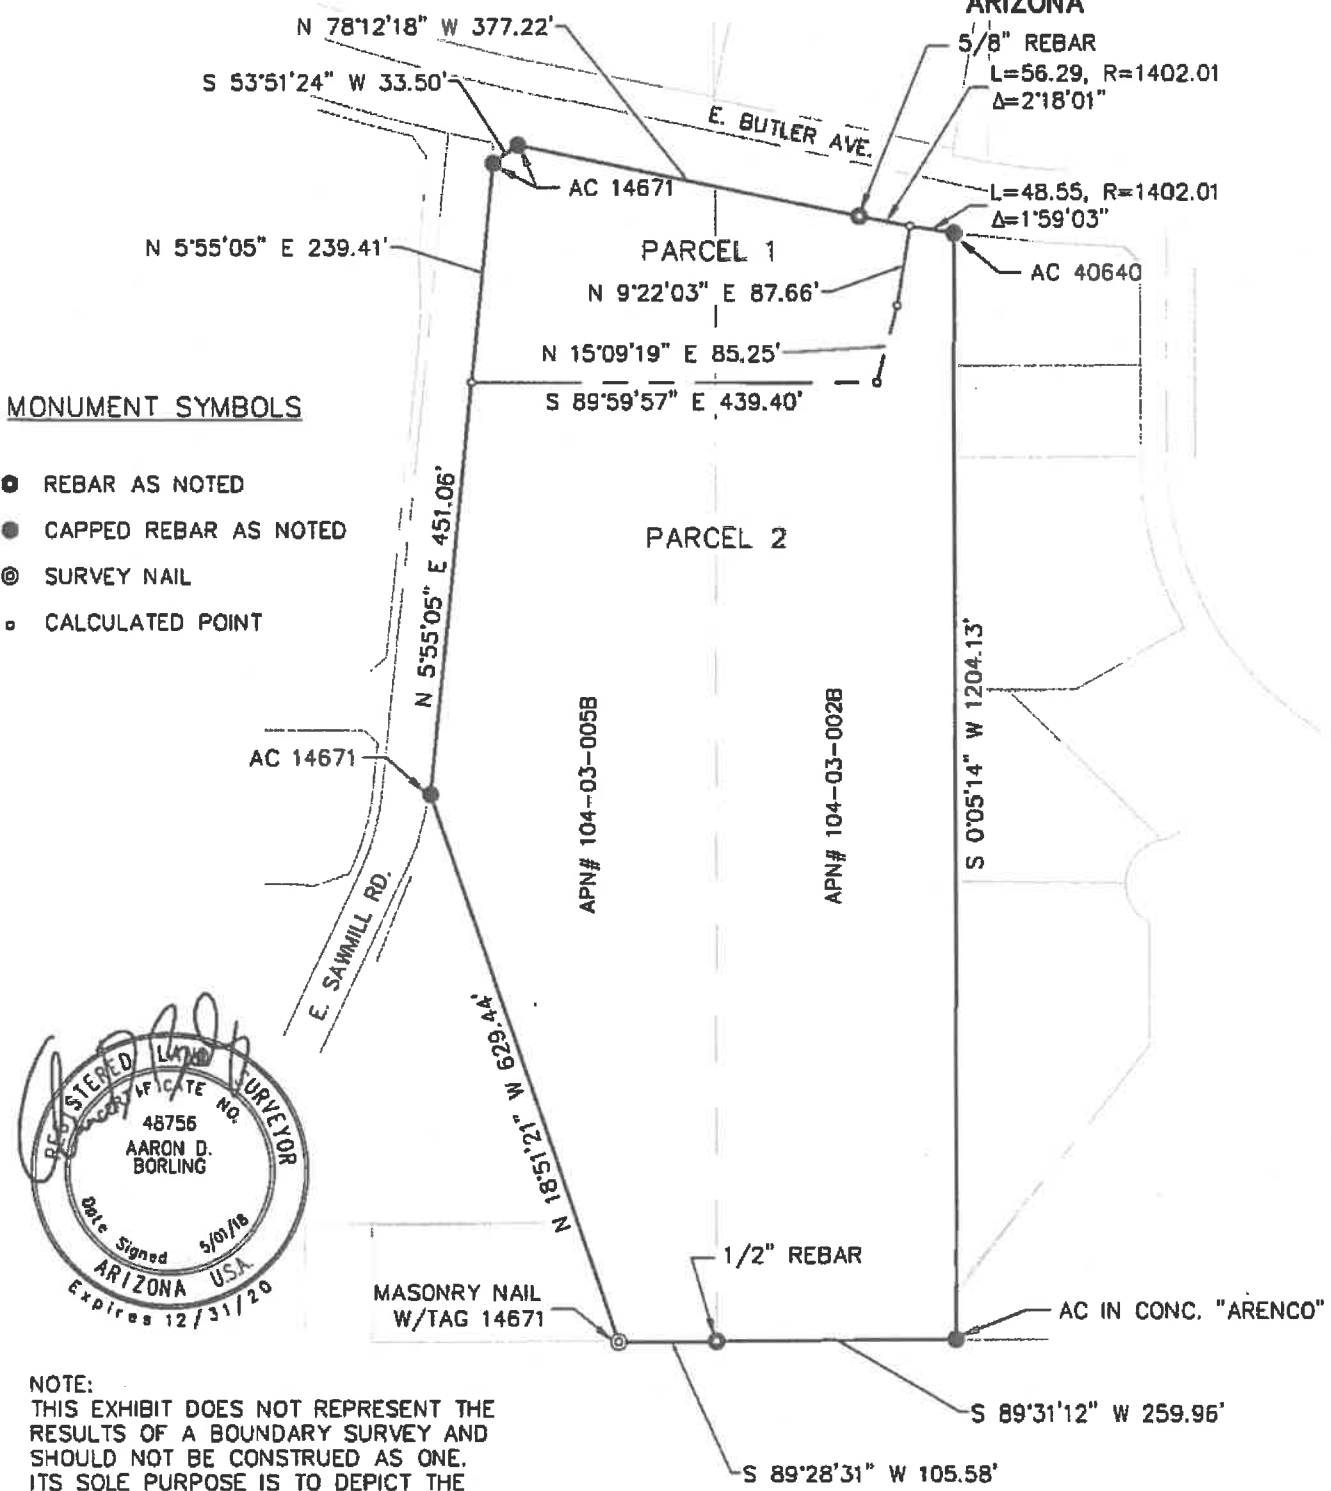 ARIZONA
N 78°12'18" W 377.22'
5/8" REBAR
S 53°51'24" W 33.50'
L=56.29, R=1402.01
Δ=2°18'01"
E. BUTLER AVE.
AC 14671
L=48.55, R=1402.01
Δ=1°59'03"
N 5°55'05" E 239.41'
PARCEL 1
AC 40640
N 9°22'03" E 87.66'
N 15°09'19" E 85.25'
S 89°59'57" E 439.40'
MONUMENT SYMBOLS
REBAR AS NOTED
CAPPED REBAR AS NOTED
SURVEY NAIL
CALCULATED POINT
N 5°55'05" E 451.06'
PARCEL 2
S 0°05'14" W 1204.13'
APN# 104-03-005B
APN# 104-03-002B
AC 14671
E. SAWMILL RD.
N 18°51'21" W 629.44'
REGISTERED LAND SURVEYOR
CERTIFICATE NO.
48756
AARON D.
BORLING
Date Signed 5/01/18
ARIZONA U.S.A.
Expires 12/31/20
1/2" REBAR
MASONRY NAIL
W/TAG 14671
AC IN CONC. "ARENCO"
S 89°31'12" W 259.96'
S 89°28'31" W 105.58'
NOTE:
THIS EXHIBIT DOES NOT REPRESENT THE
RESULTS OF A BOUNDARY SURVEY AND
SHOULD NOT BE CONSTRUED AS ONE.
ITS SOLE PURPOSE IS TO DEPICT THE